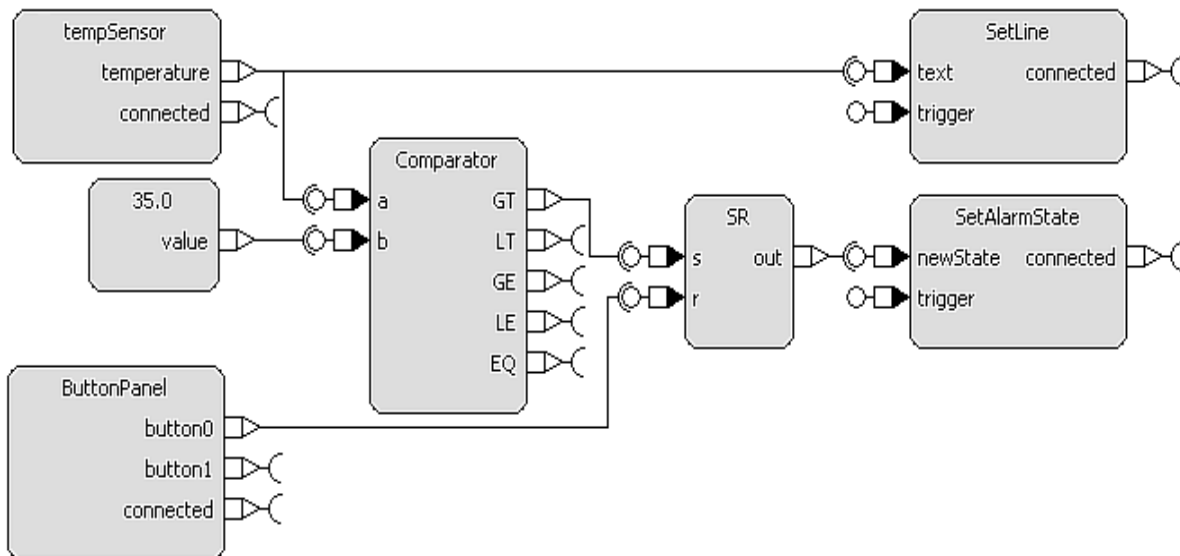 tempSensor
temperature
connected
35.0
value
ButtonPanel
button0
button1
connected
Comparator
a
b
GT
LT
GE
LE
EQ
SR
s
r
out
SetLine
text
connected
trigger
SetAlarmState
newState
connected
trigger